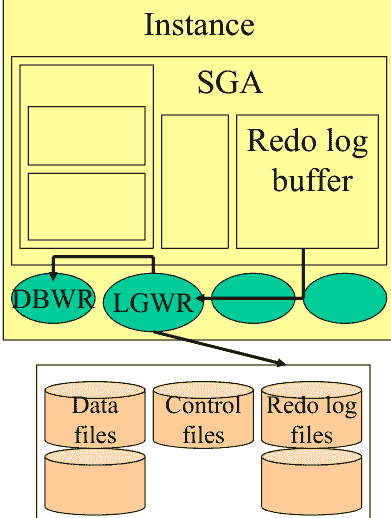 Instance
SGA
Redo log
buffer
DBWR
LGWR
Data
files
Control
files
Redo log
files